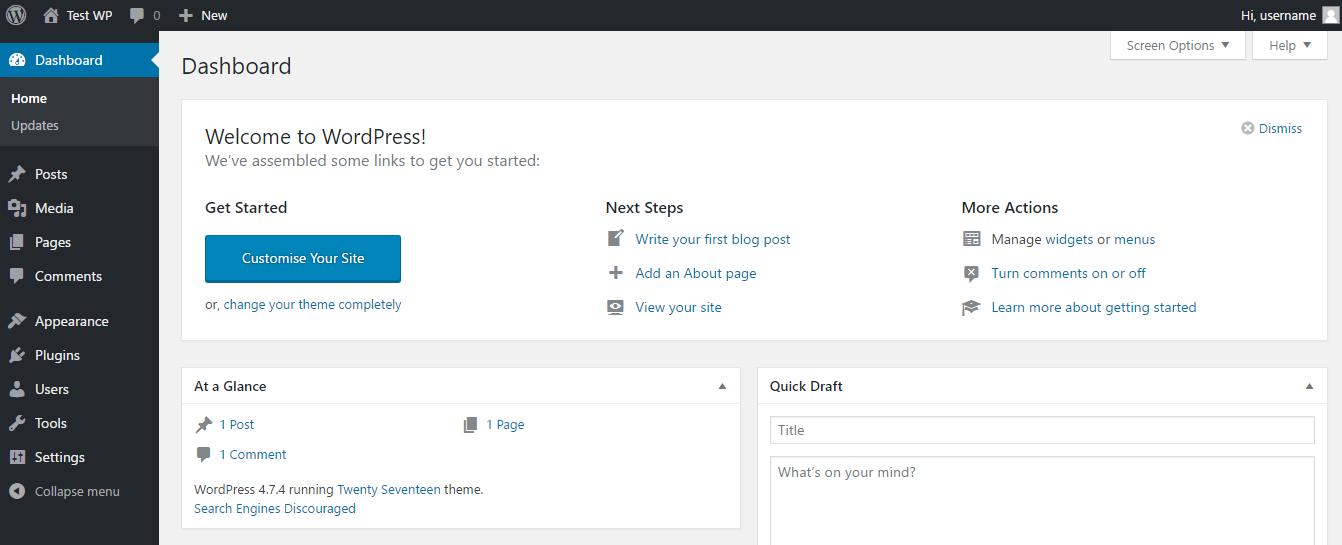 Test WP 0 New Hi, username
Dashboard
Home
Updates
Posts
Media
Pages
Comments
Appearance
Plugins
Users
Tools
Settings
Collapse menu
Screen Options Help
Dashboard
Welcome to WordPress!
We've assembled some links to get you started:
Dismiss
Get Started
Customise Your Site
or, change your theme completely
Next Steps
Write your first blog post
Add an About page
View your site
More Actions
Manage widgets or menus
Turn comments on or off
Learn more about getting started
At a Glance
1 Post 1 Page
1 Comment
WordPress 4.7.4 running Twenty Seventeen theme.
Search Engines Discouraged
Quick Draft
Title
What's on your mind?